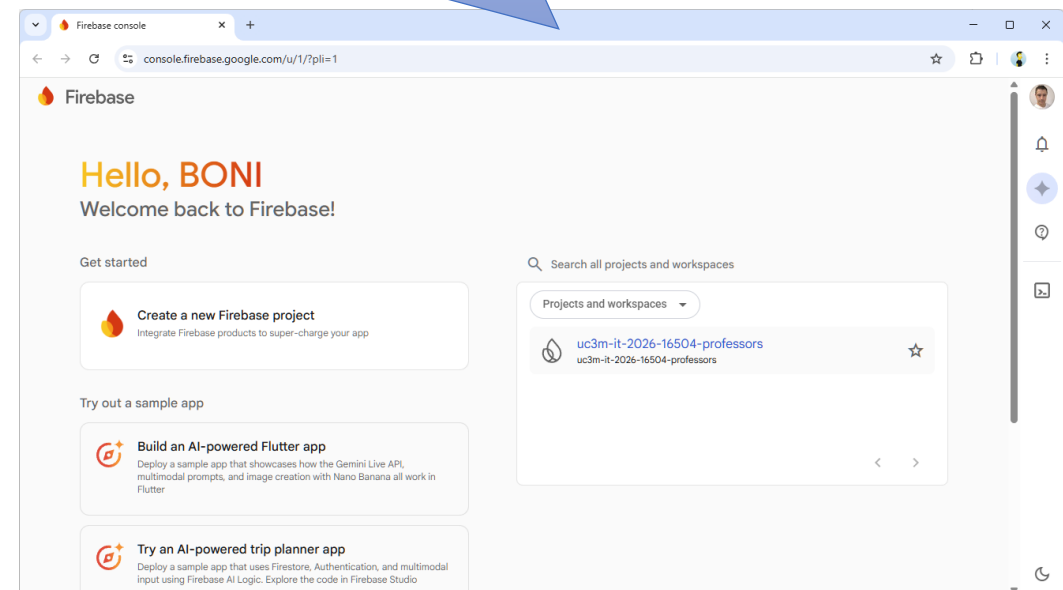 Firebase console
console.firebase.google.com/u/1/?pli=1
Firebase
Hello, BONI
Welcome back to Firebase!
Get started
Create a new Firebase project
Integrate Firebase products to super-charge your app
Try out a sample app
Build an AI-powered Flutter app
Deploy a sample app that showcases how the Gemini Live API,
multimodal prompts, and image creation with Nano Banana all work in
Flutter
Try an AI-powered trip planner app
Deploy a sample app that uses Firestore, Authentication, and multimodal
input using Firebase AI Logic. Explore the code in Firebase Studio
Search all projects and workspaces
Projects and workspaces
uc3m-it-2026-16504-professors
uc3m-it-2026-16504-professors